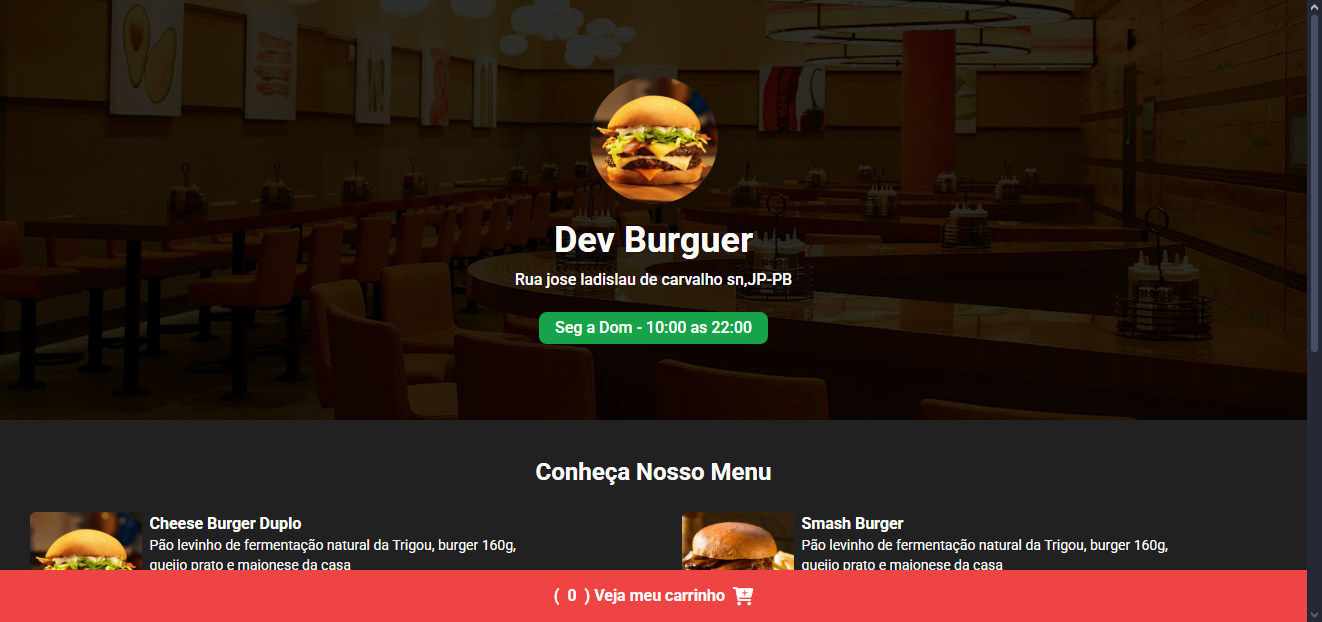 Dev Burguer
Rua jose ladislau de carvalho sn,JP-PB
Seg a Dom - 10:00 as 22:00
Conheça Nosso Menu
Cheese Burger Duplo
Pão levinho de fermentação natural da Trigou, burger 160g,
queijo prato e maionese da casa
Smash Burger
Pão levinho de fermentação natural da Trigou, burger 160g,
queijo prato e maionese da casa
( 0 ) Veja meu carrinho